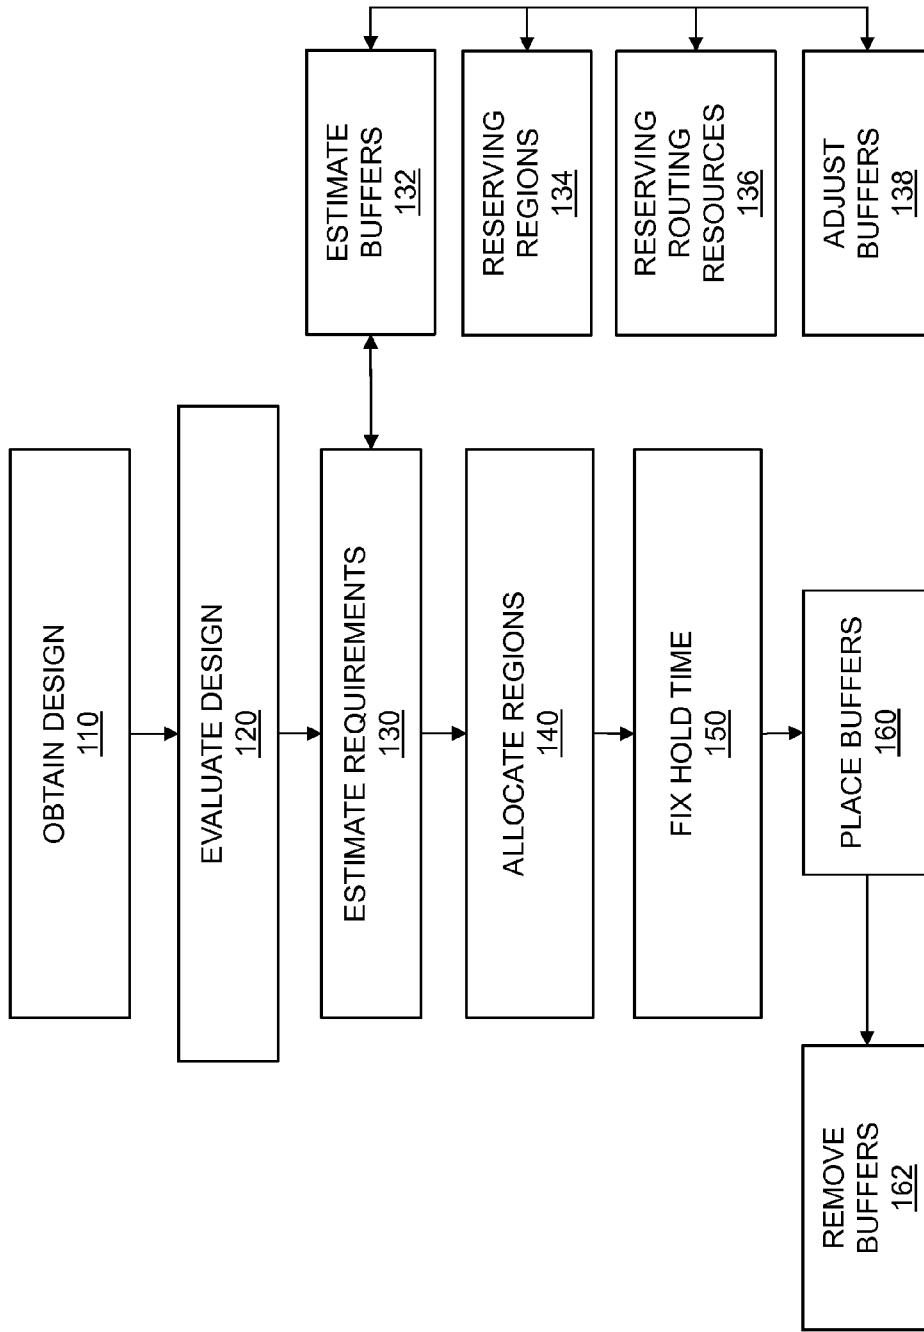 OBTAIN DESIGN
110
EVALUATE DESIGN
120
ESTIMATE REQUIREMENTS
130
ESTIMATE
BUFFERS
132
RESERVING
REGIONS
134
RESERVING
ROUTING
RESOURCES
136
ADJUST
BUFFERS
138
ALLOCATE REGIONS
140
FIX HOLD TIME
150
PLACE BUFFERS
160
REMOVE
BUFFERS
162